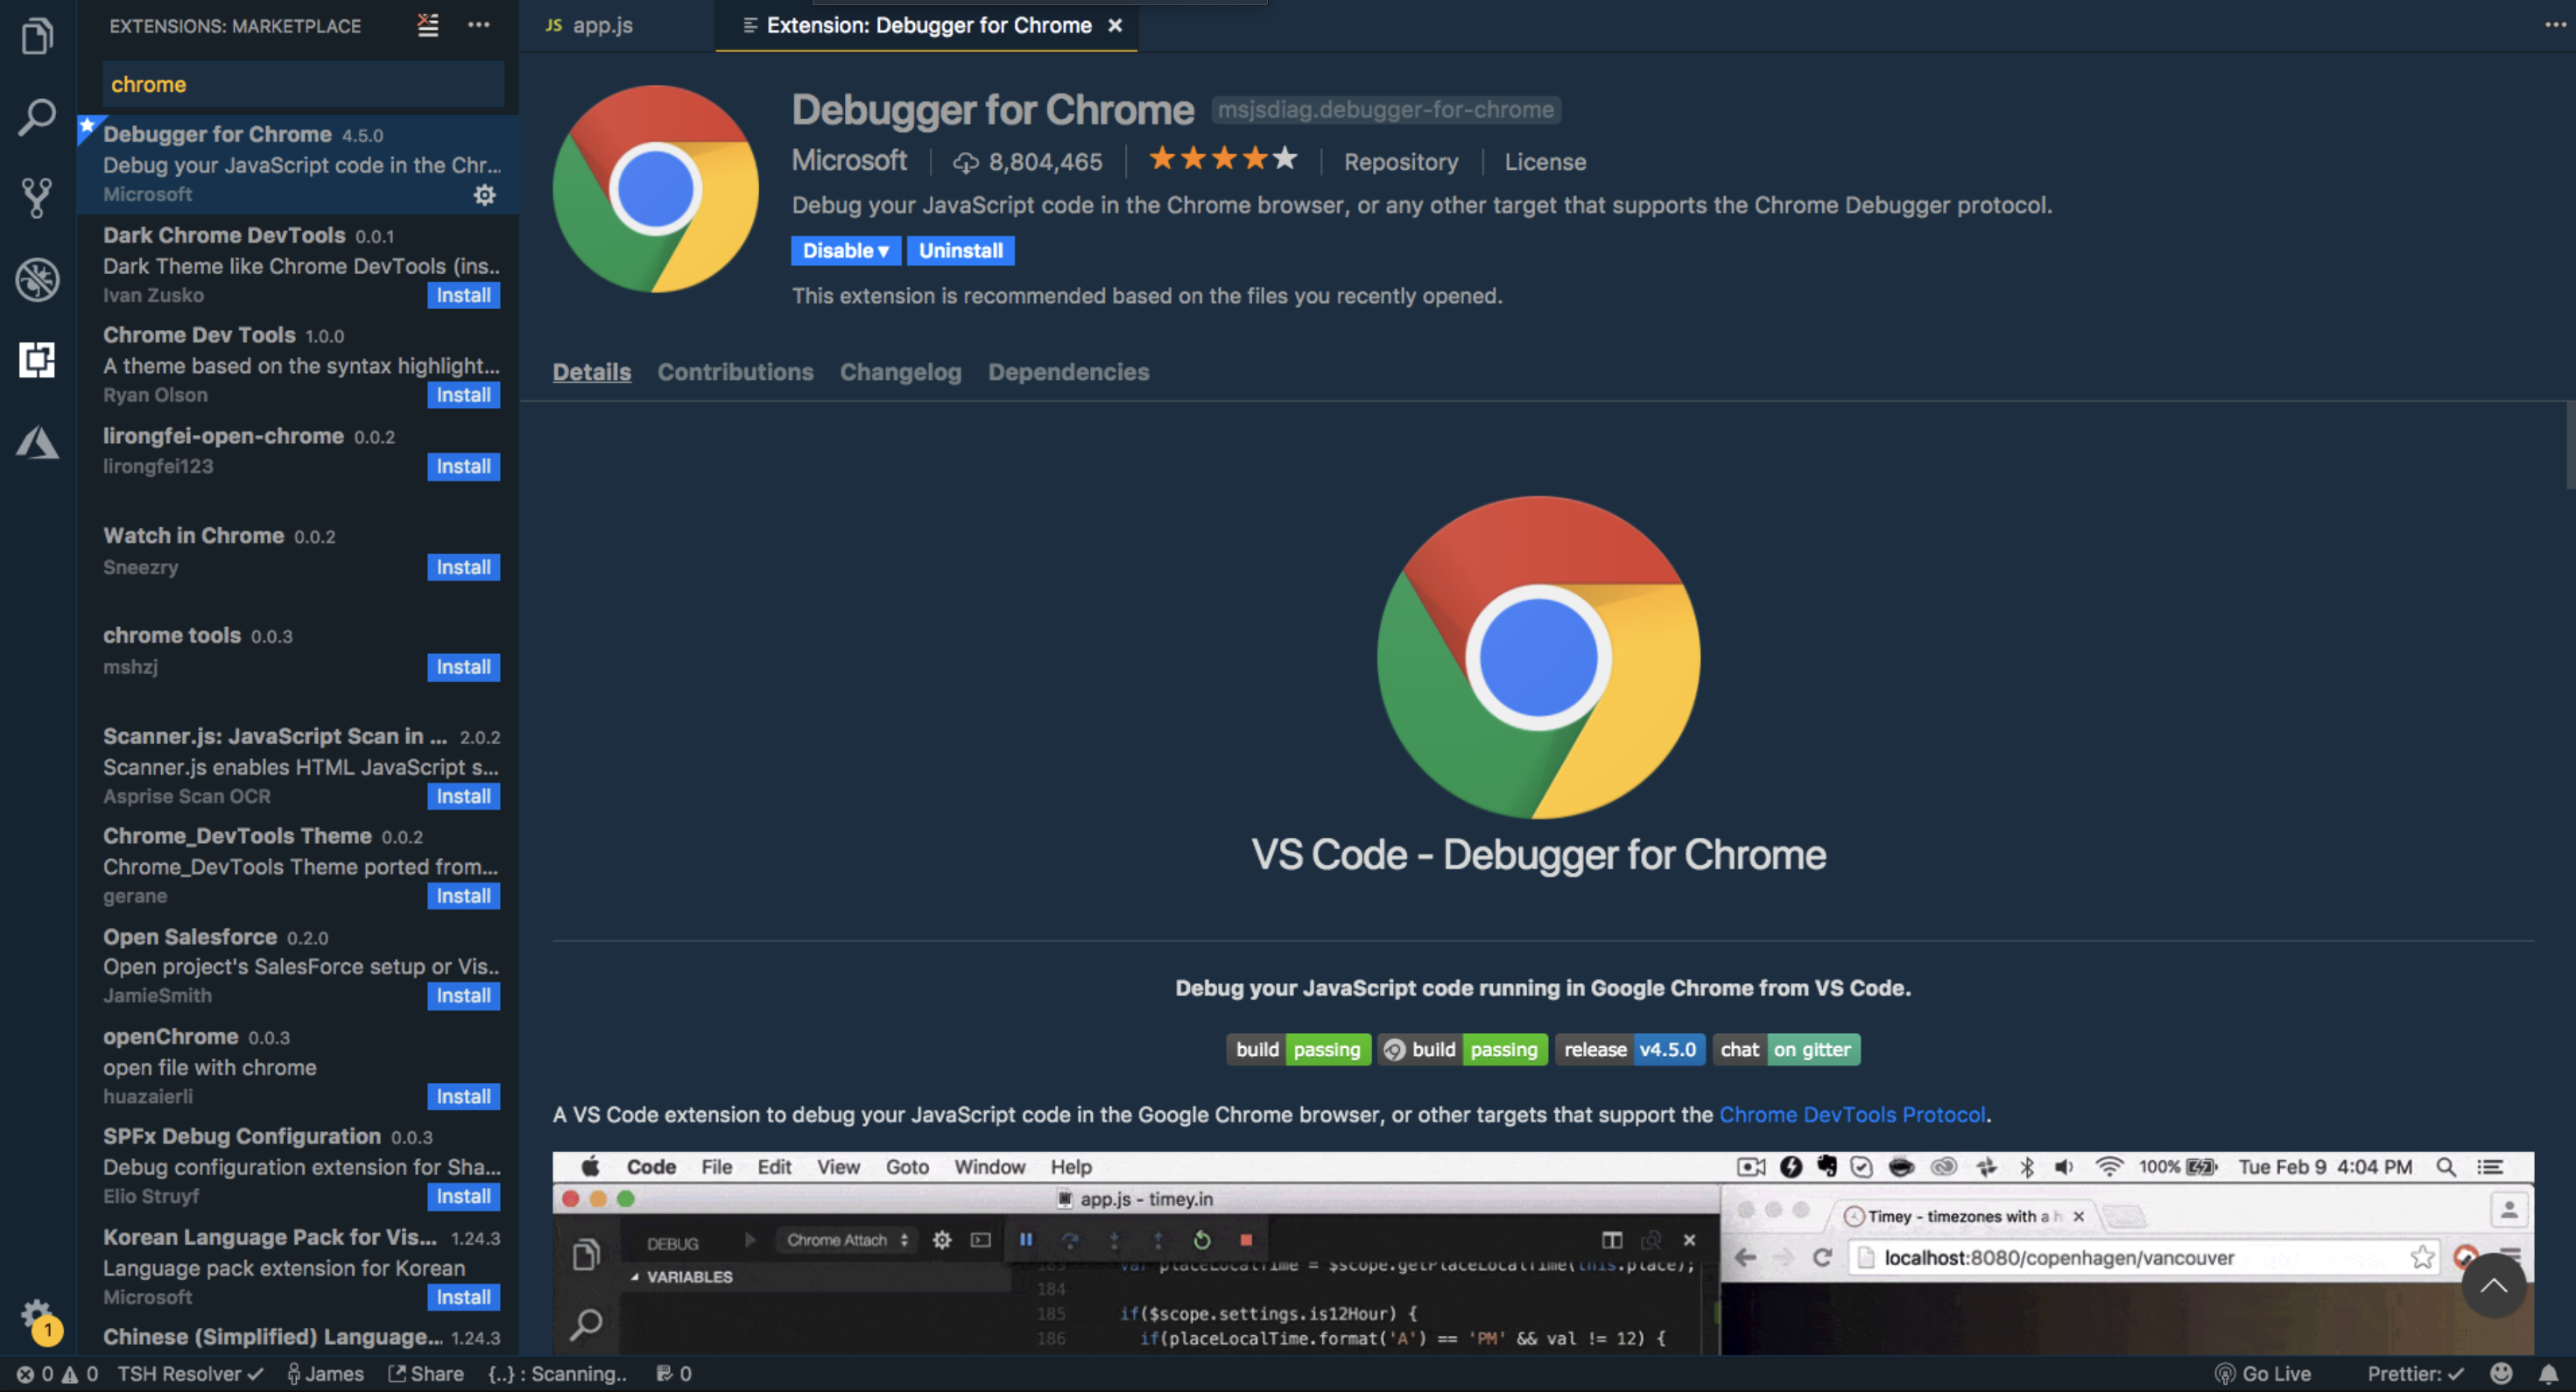 EXTENSIONS: MARKETPLACE
chrome
Debugger for Chrome 4.5.0
Debug your JavaScript code in the Chr...
Microsoft
Dark Chrome DevTools 0.0.1
Dark Theme like Chrome DevTools (ins..
Ivan Zusko Install
Chrome Dev Tools 1.0.0
A theme based on the syntax highlight...
Ryan Olson Install
lirongfei-open-chrome 0.0.2
lirongfei123 Install
Watch in Chrome 0.0.2
Sneezry Install
chrome tools 0.0.3
mshzj Install
Scanner.js: JavaScript Scan in ... 2.0.2
Scanner.js enables HTML JavaScript s...
Asprise Scan OCR Install
Chrome_DevTools Theme 0.0.2
Chrome_DevTools Theme ported from...
gerane Install
Open Salesforce 0.2.0
Open project's SalesForce setup or Vis..
JamieSmith Install
openChrome 0.0.3
open file with chrome
huazaierli Install
SPFx Debug Configuration 0.0.3
Debug configuration extension for Sha...
Elio Struyf Install
Korean Language Pack for Vis... 1.24.3
Language pack extension for Korean
Microsoft Install
Chinese (Simplified) Language... 1.24.3
1
JS app.js Extension: Debugger for Chrome
Debugger for Chrome msjsdiag.debugger-for-chrome
Microsoft 8,804,465 Repository License
Debug your JavaScript code in the Chrome browser, or any other target that supports the Chrome Debugger protocol.
Disable Uninstall
This extension is recommended based on the files you recently opened.
Details Contributions Changelog Dependencies
VS Code - Debugger for Chrome
Debug your JavaScript code running in Google Chrome from VS Code.
build passing build passing release v4.5.0 chat on gitter
A VS Code extension to debug your JavaScript code in the Google Chrome browser, or other targets that support the Chrome DevTools Protocol.
Code File Edit View Goto Window Help 100% Tue Feb 9 4:04 PM
app.js - timey.in
Timey - timezones with a h
DEBUG Chrome Attach
localhost:8080/copenhagen/vancouver
VARIABLES
183 var placeLocalTime = $scope.getPlaceLocalTime(this.place);
184
185 if($scope.settings.is12Hour) {
186 if(placeLocalTime.format('A') == 'PM' && val != 12) {
0 0 TSH Resolver ✓ James Share {..} : Scanning.. 0 Go Live Prettier: ✓